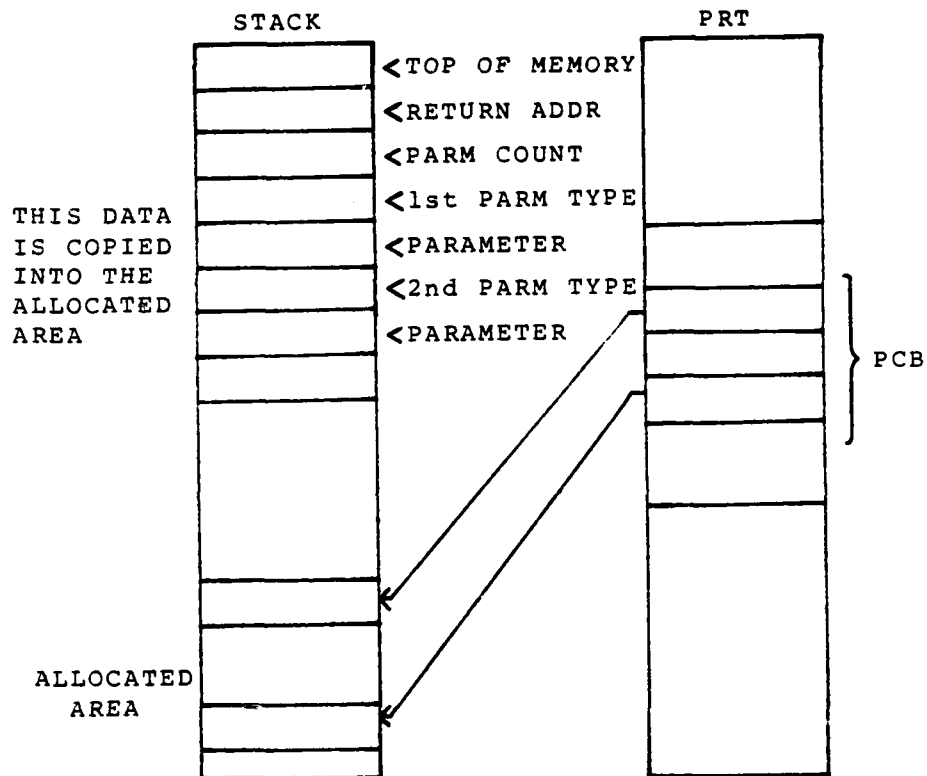 STACK
PRT
<TOP OF MEMORY
<RETURN ADDR
<PARM COUNT
<1st PARM TYPE
<PARAMETER
<2nd PARM TYPE
<PARAMETER
THIS DATA
IS COPIED
INTO THE
ALLOCATED
AREA
PCB
ALLOCATED
AREA